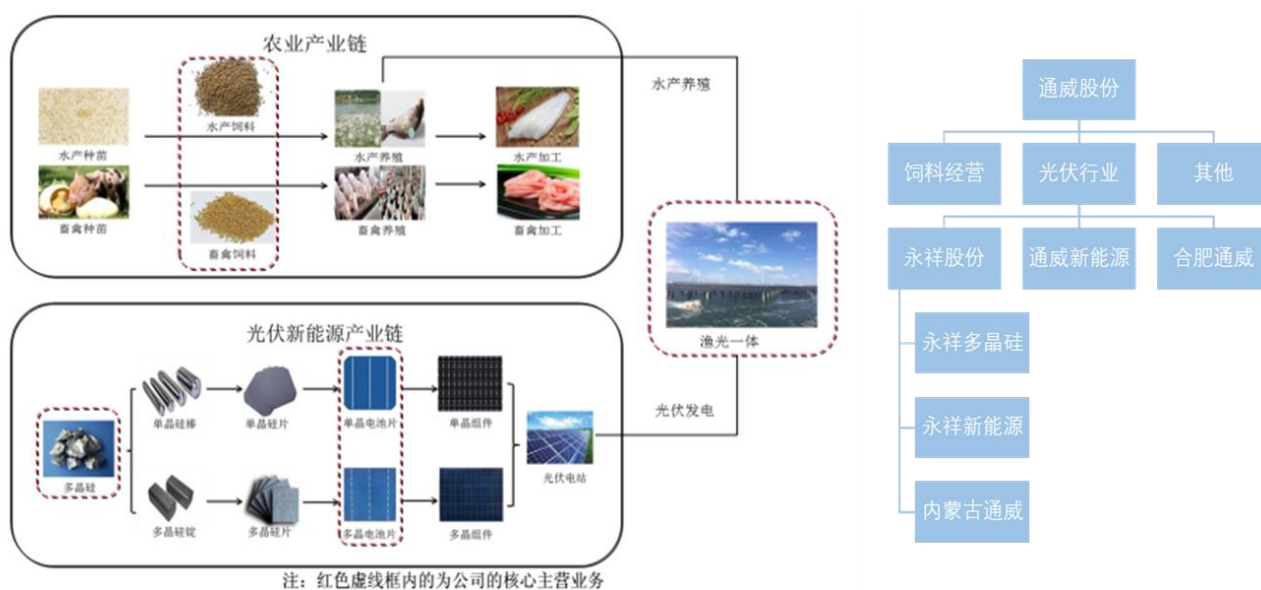 农业产业链
水产种苗
水产饲料
水产养殖
水产加工
畜禽种苗
畜禽饲料
畜禽养殖
畜禽加工
光伏新能源产业链
多晶硅
单晶硅棒
单晶硅片
单晶电池片
单晶组件
多晶硅锭
多晶硅片
多晶电池片
多晶组件
光伏电站
水产养殖
渔光一体
光伏发电
注：红色虚线框内的为公司的核心主营业务
通威股份
饲料经营
光伏行业
其他
永祥股份
通威新能源
合肥通威
永祥多晶硅
永祥新能源
内蒙古通威